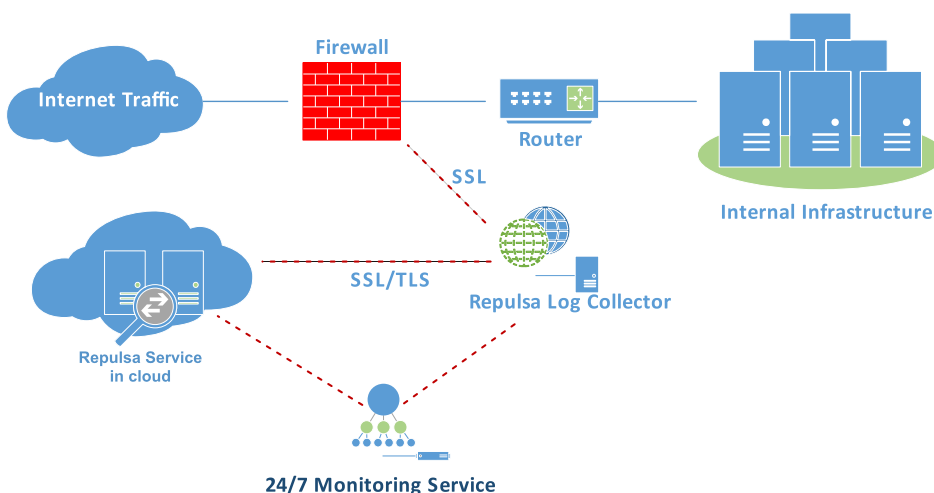 Firewall
Internet Traffic
Router
SSL
Internal Infrastructure
SSL/TLS
Repulsa Log Collector
Repulsa Service
in cloud
24/7 Monitoring Service